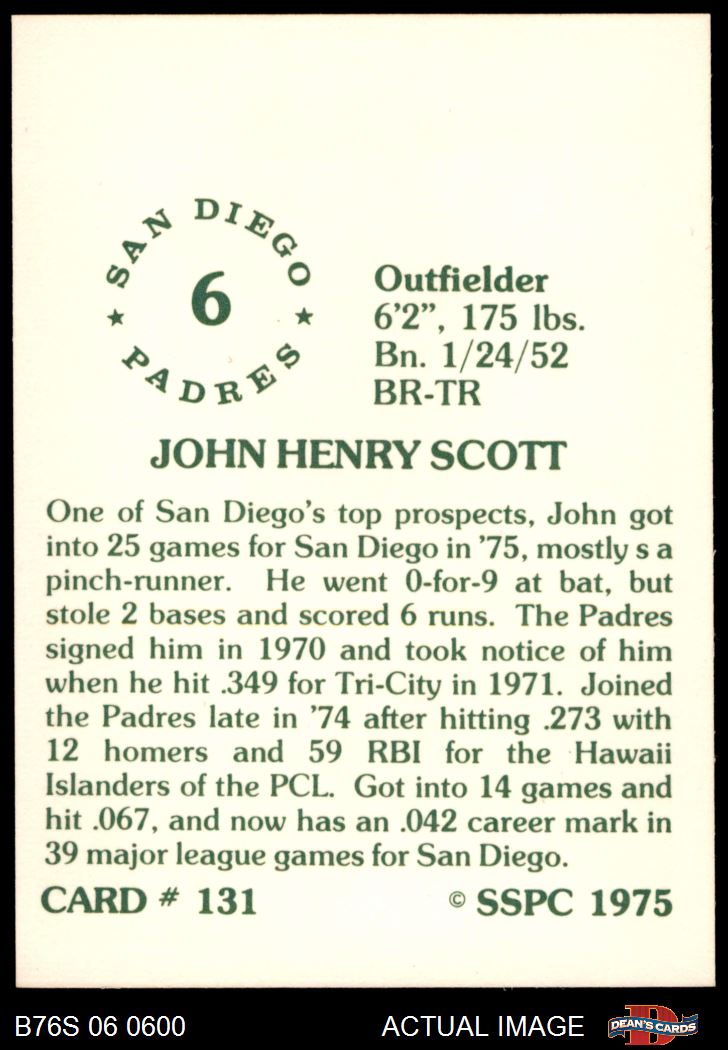 SAN DIEGO
6
★ ★
PADRES
Outfielder
6'2”, 175 lbs.
Bn. 1/24/52
BR-TR
JOHN HENRY SCOTT
One of San Diego's top prospects, John got
into 25 games for San Diego in '75, mostly s a
pinch-runner. He went 0-for-9 at bat, but
stole 2 bases and scored 6 runs. The Padres
signed him in 1970 and took notice of him
when he hit .349 for Tri-City in 1971. Joined
the Padres late in '74 after hitting .273 with
12 homers and 59 RBI for the Hawaii
Islanders of the PCL. Got into 14 games and
hit .067, and now has an .042 career mark in
39 major league games for San Diego.
CARD # 131 © SSPC 1975
B76S 06 0600 ACTUAL IMAGE D DEAN'S CARDS